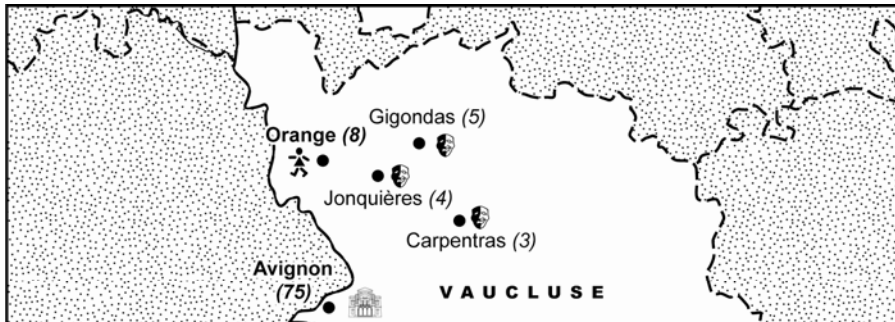 Gigondas (5)
Orange (8)
Jonquières (4)
Carpentras (3)
Avignon
(75)
VAUCLUSE